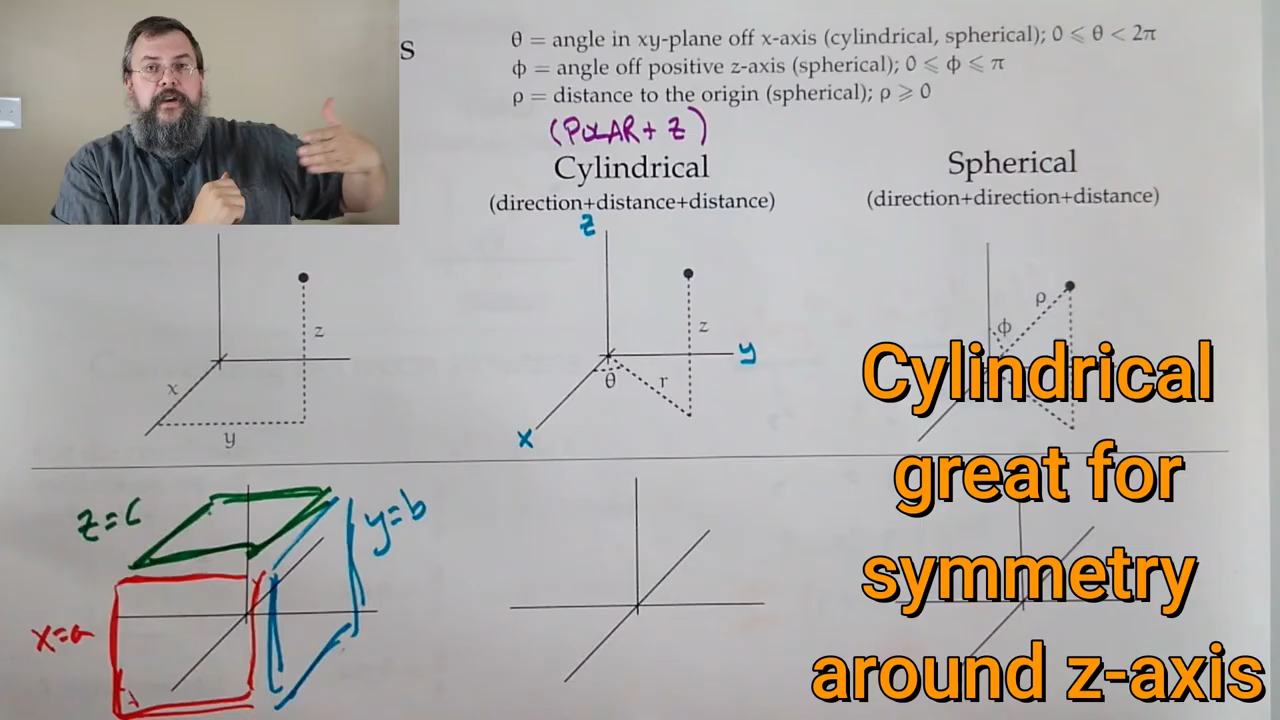 s
θ = angle in xy-plane off x-axis (cylindrical, spherical); 0 ⩽ θ < 2π
ϕ = angle off positive z-axis (spherical); 0 ⩽ ϕ ⩽ π
ρ = distance to the origin (spherical); ρ ⩾ 0
(POLAR + Z)
Cylindrical
(direction+distance+distance)
Spherical
(direction+direction+distance)
x
y
z
z
y
x
θ
r
z
ρ
ϕ
z=c
y=b
x=a
Cylindrical
great for
symmetry
around z-axis